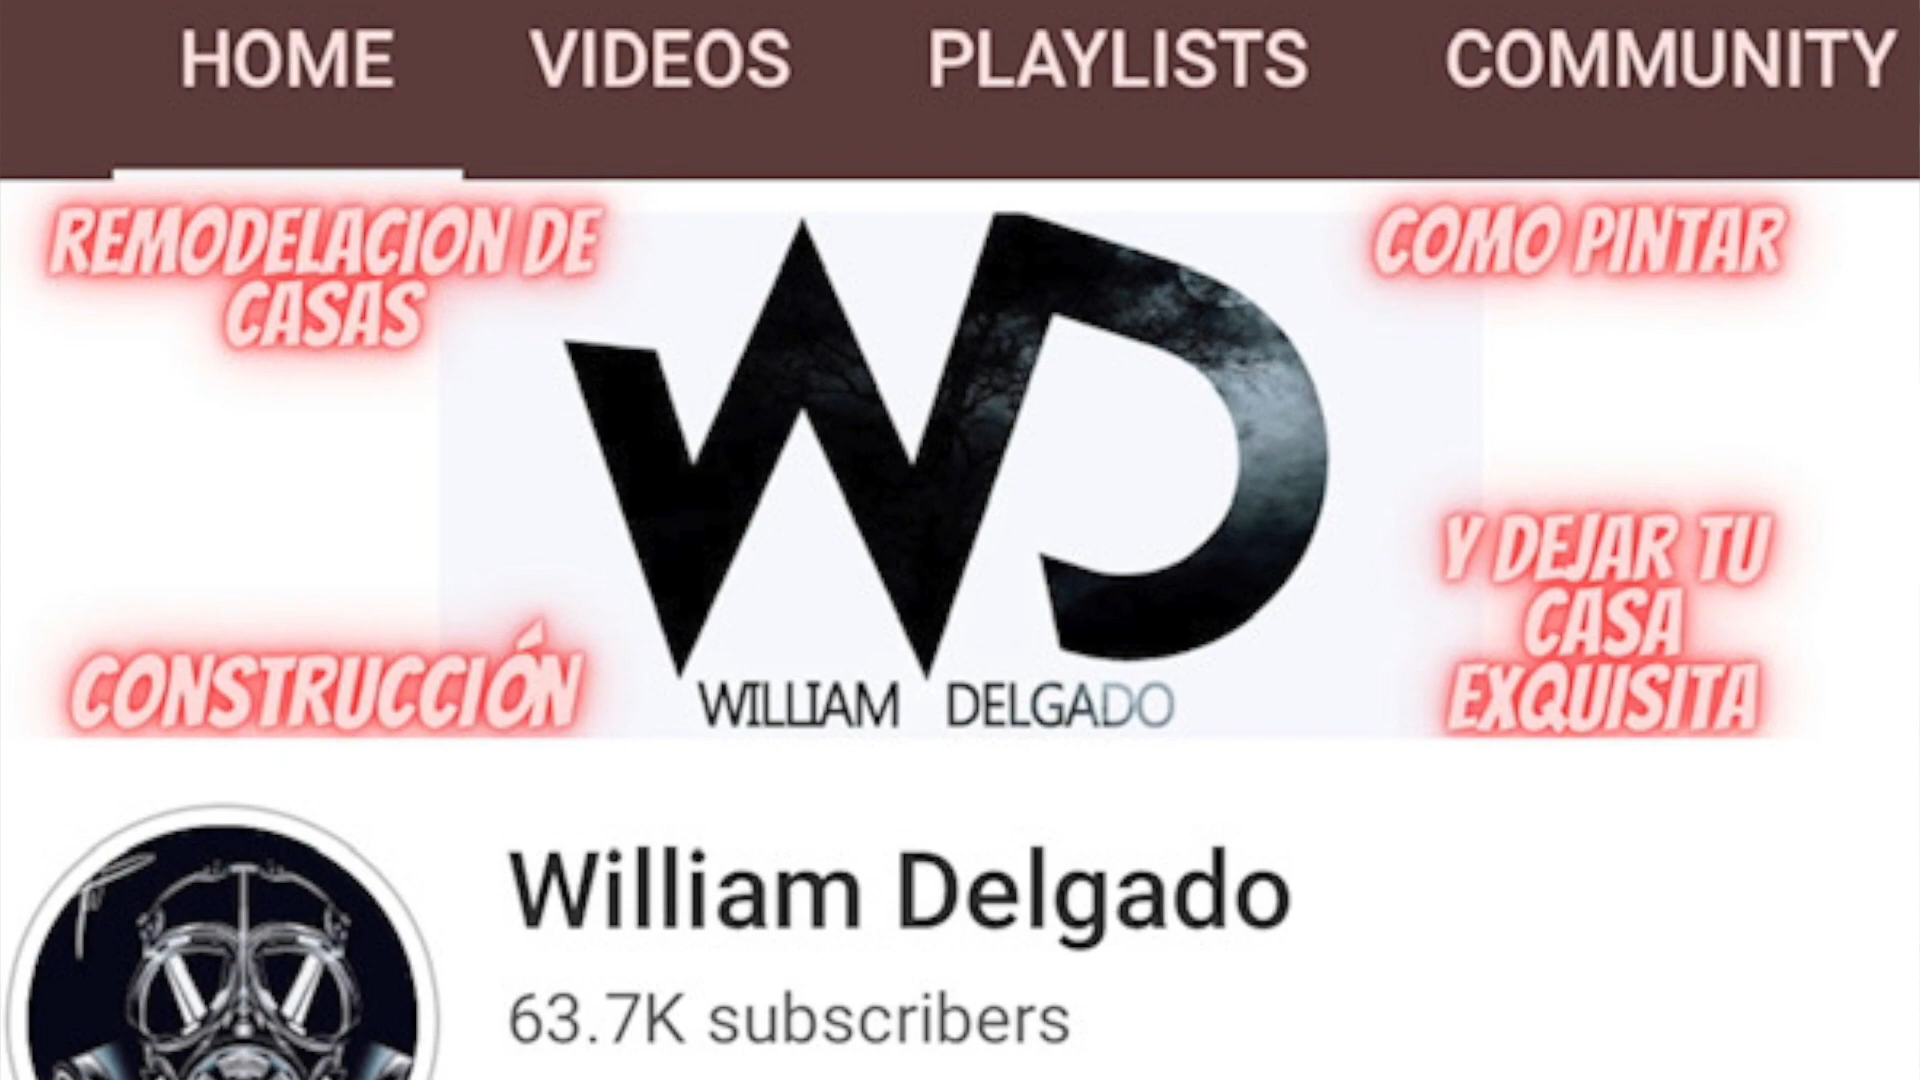 HOME VIDEOS PLAYLISTS COMMUNITY
REMODELACION DE
CASAS
COMO PINTAR
WD
CONSTRUCCIÓN
WILLIAM DELGADO
Y DEJAR TU
CASA
EXQUISITA
William Delgado
63.7K subscribers